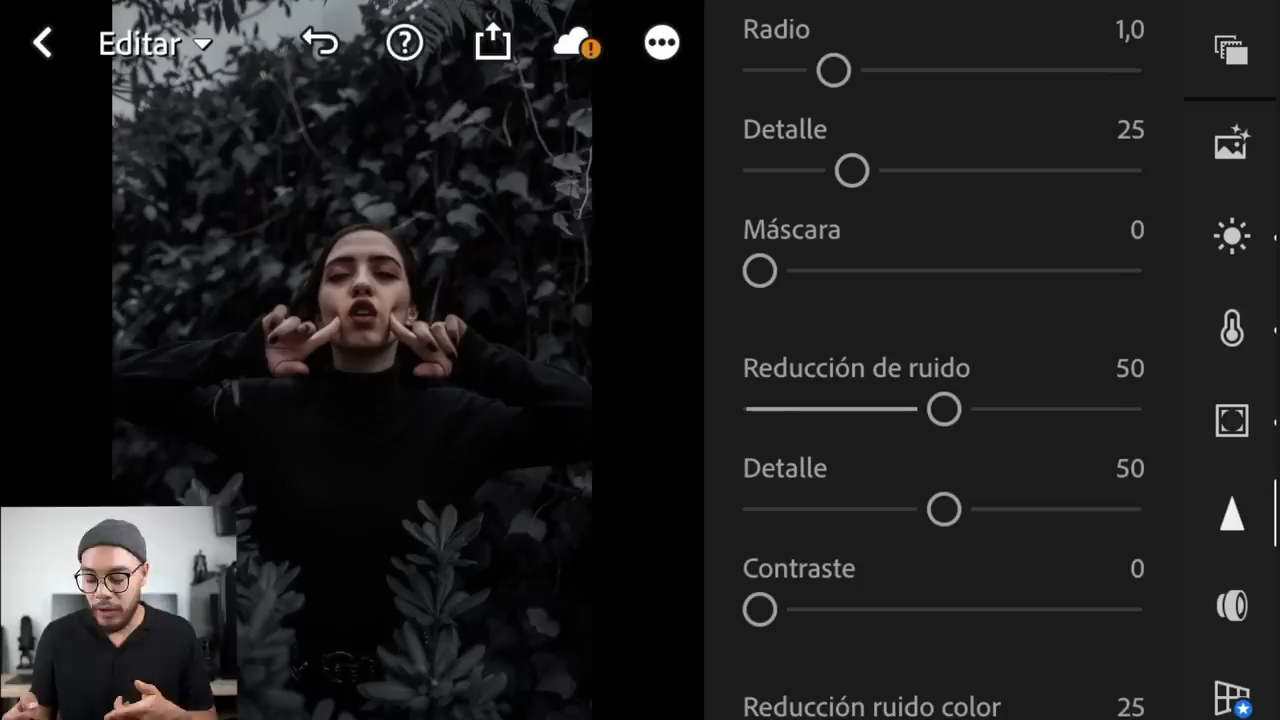 Editar
Radio 1,0
Detalle 25
Máscara 0
Reducción de ruido 50
Detalle 50
Contraste 0
Reducción ruido color 25